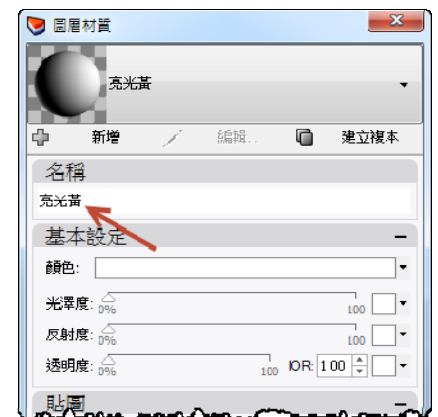 圖層材質
亮光黃
新增 編輯.. 建立複本
名稱
亮光黃
基本設定
顏色:
光澤度: 0% 100
反射度: 0% 100
透明度: 0% 100 IOR: 1.00
貼圖